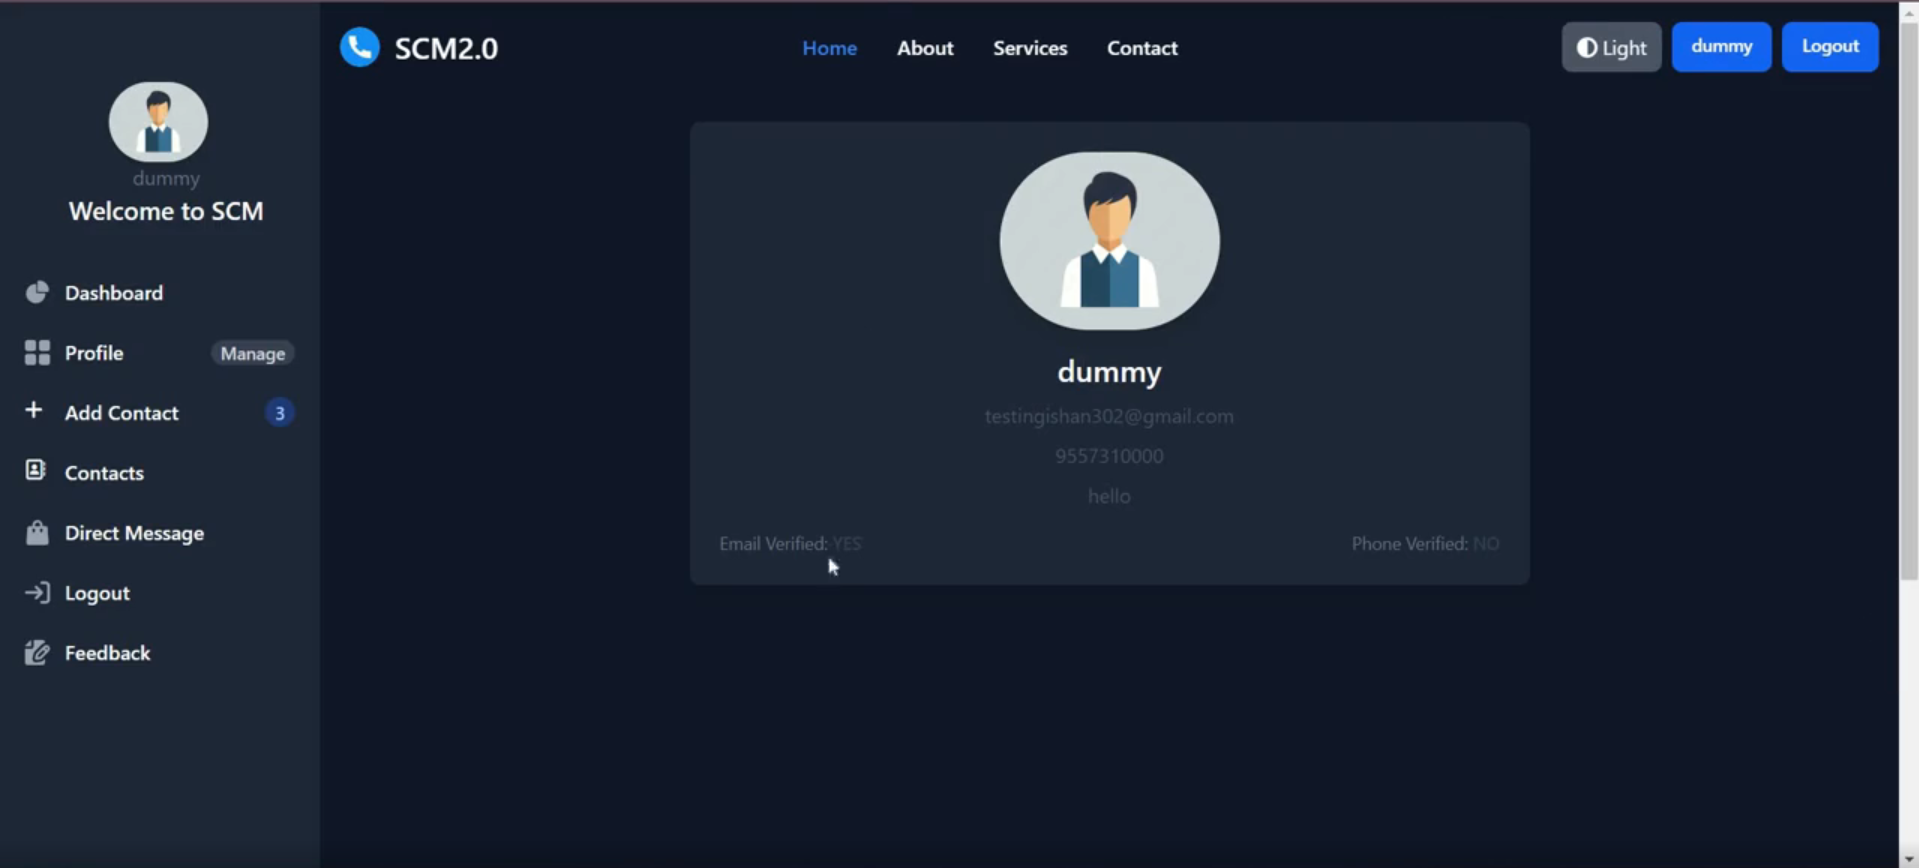 SCM2.0
Home About Services Contact
Light dummy Logout
dummy
Welcome to SCM
Dashboard
Profile Manage
Add Contact 3
Contacts
Direct Message
Logout
Feedback
dummy
testingishan302@gmail.com
9557310000
hello
Email Verified: YES Phone Verified: NO